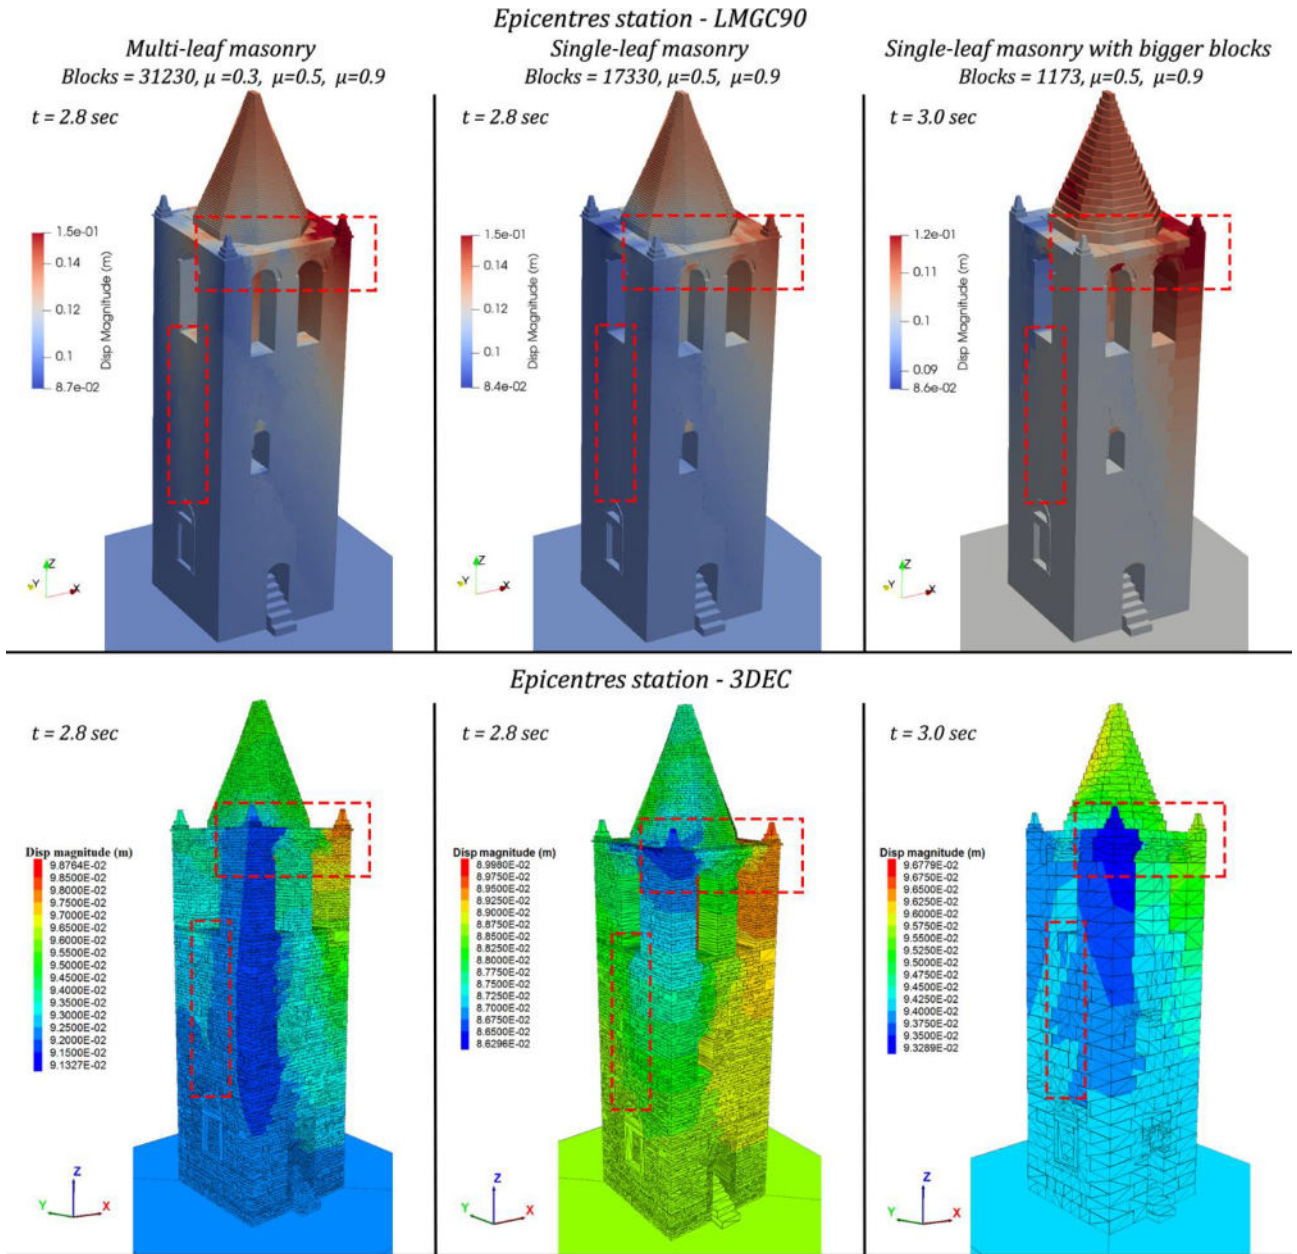 Epicentres station - LMGC90
Multi-leaf masonry
Blocks = 31230, μ =0.3, μ=0.5, μ=0.9
t = 2.8 sec
1.5e-01
0.14
0.12
0.1
8.7e-02
Disp Magnitude (m)
Z
Y
X
Single-leaf masonry
Blocks = 17330, μ=0.5, μ=0.9
t = 2.8 sec
1.5e-01
0.14
0.12
0.1
8.4e-02
Disp Magnitude (m)
Z
Y
X
Single-leaf masonry with bigger blocks
Blocks = 1173, μ=0.5, μ=0.9
t = 3.0 sec
1.2e-01
0.11
0.1
0.09
8.6e-02
Disp Magnitude (m)
Z
Y
X
Epicentres station - 3DEC
t = 2.8 sec
Disp magnitude (m)
9.8764E-02
9.8500E-02
9.8000E-02
9.7500E-02
9.7000E-02
9.6500E-02
9.6000E-02
9.5500E-02
9.5000E-02
9.4500E-02
9.4000E-02
9.3500E-02
9.3000E-02
9.2500E-02
9.2000E-02
9.1500E-02
9.1327E-02
Z
Y
X
t = 2.8 sec
Disp magnitude (m)
8.9980E-02
8.9750E-02
8.9500E-02
8.9250E-02
8.9000E-02
8.8750E-02
8.8500E-02
8.8250E-02
8.8000E-02
8.7750E-02
8.7500E-02
8.7250E-02
8.7000E-02
8.6750E-02
8.6500E-02
8.6296E-02
Z
Y
X
t = 3.0 sec
Disp magnitude (m)
9.6779E-02
9.6750E-02
9.6500E-02
9.6250E-02
9.6000E-02
9.5750E-02
9.5500E-02
9.5250E-02
9.5000E-02
9.4750E-02
9.4500E-02
9.4250E-02
9.4000E-02
9.3750E-02
9.3500E-02
9.3289E-02
Z
Y
X